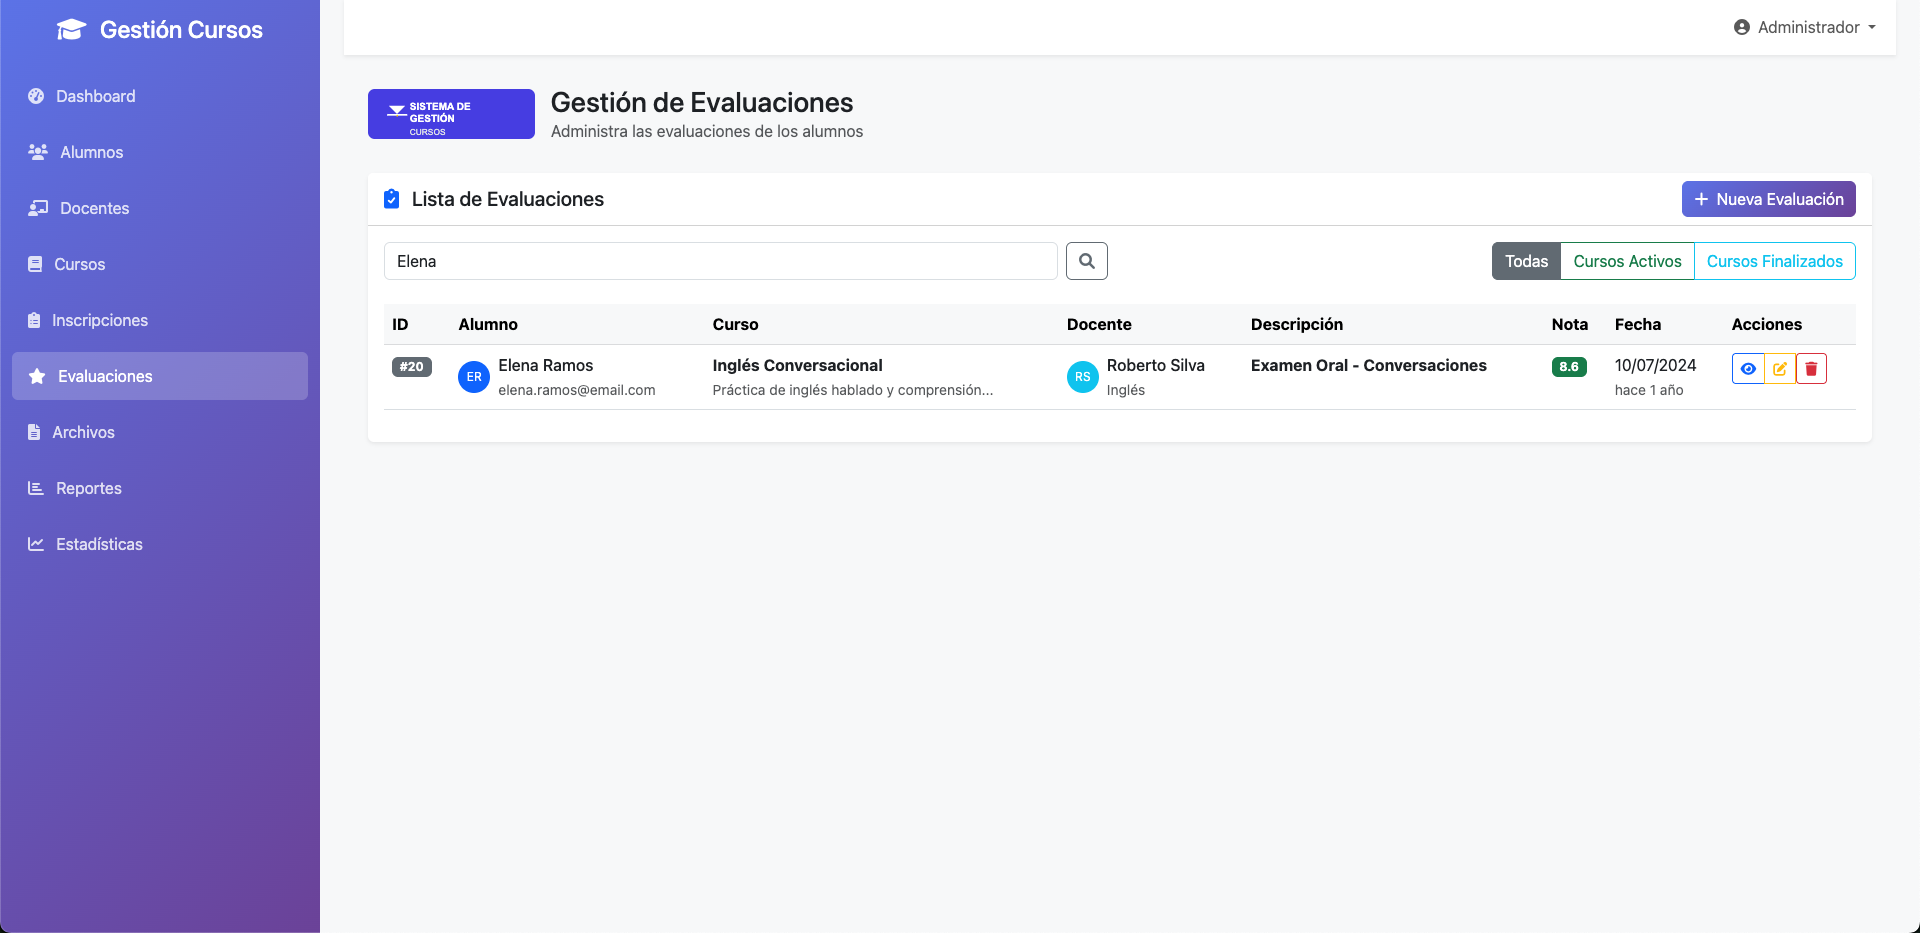 Gestión Cursos
Administrador
Dashboard
Alumnos
Docentes
Cursos
Inscripciones
Evaluaciones
Archivos
Reportes
Estadísticas
SISTEMA DE
GESTIÓN
CURSOS
Gestión de Evaluaciones
Administra las evaluaciones de los alumnos
Lista de Evaluaciones
Nueva Evaluación
Elena
Todas Cursos Activos Cursos Finalizados
ID Alumno Curso Docente Descripción Nota Fecha Acciones
#20 ER Elena Ramos Inglés Conversacional RS Roberto Silva Examen Oral - Conversaciones 8.6 10/07/2024
elena.ramos@email.com Práctica de inglés hablado y comprensión... Inglés hace 1 año